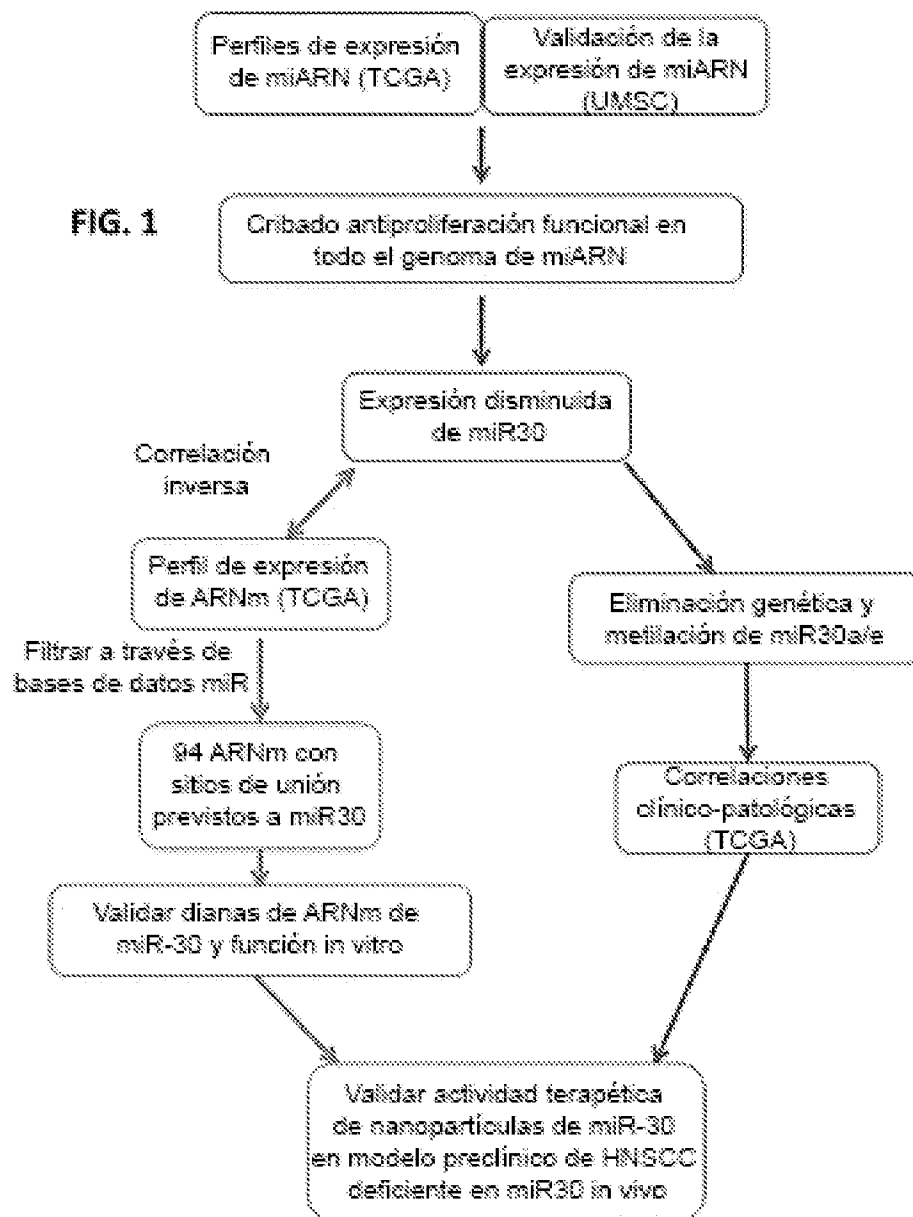 Perfiles de expresión
de miARN (TCGA)
Validación de la
expresión de miARN
(UMSC)
FIG. 1
Cribado antiproliferación funcional en
todo el genoma de miARN
Expresión disminuida
de miR30
Correlación
inversa
Perfil de expresión
de ARNm (TCGA)
Eliminación genética y
metilación de miR30a/e
Filtrar a través de
bases de datos miR
94 ARNm con
sitios de unión
previstos a miR30
Correlaciones
clínico-patológicas
(TCGA)
Validar dianas de ARNm de
miR-30 y función in vitro
Validar actividad terapética
de nanopartículas de miR-30
en modelo preclínico de HNSCC
deficiente en miR30 in vivo